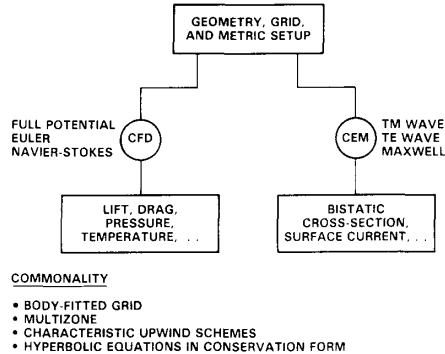 GEOMETRY, GRID,
AND METRIC SETUP
FULL POTENTIAL
EULER
NAVIER-STOKES
CFD
CEM
TM WAVE
TE WAVE
MAXWELL
LIFT, DRAG,
PRESSURE,
TEMPERATURE, . . .
BISTATIC
CROSS-SECTION,
SURFACE CURRENT, . . .
COMMONALITY
• BODY-FITTED GRID
• MULTIZONE
• CHARACTERISTIC UPWIND SCHEMES
• HYPERBOLIC EQUATIONS IN CONSERVATION FORM